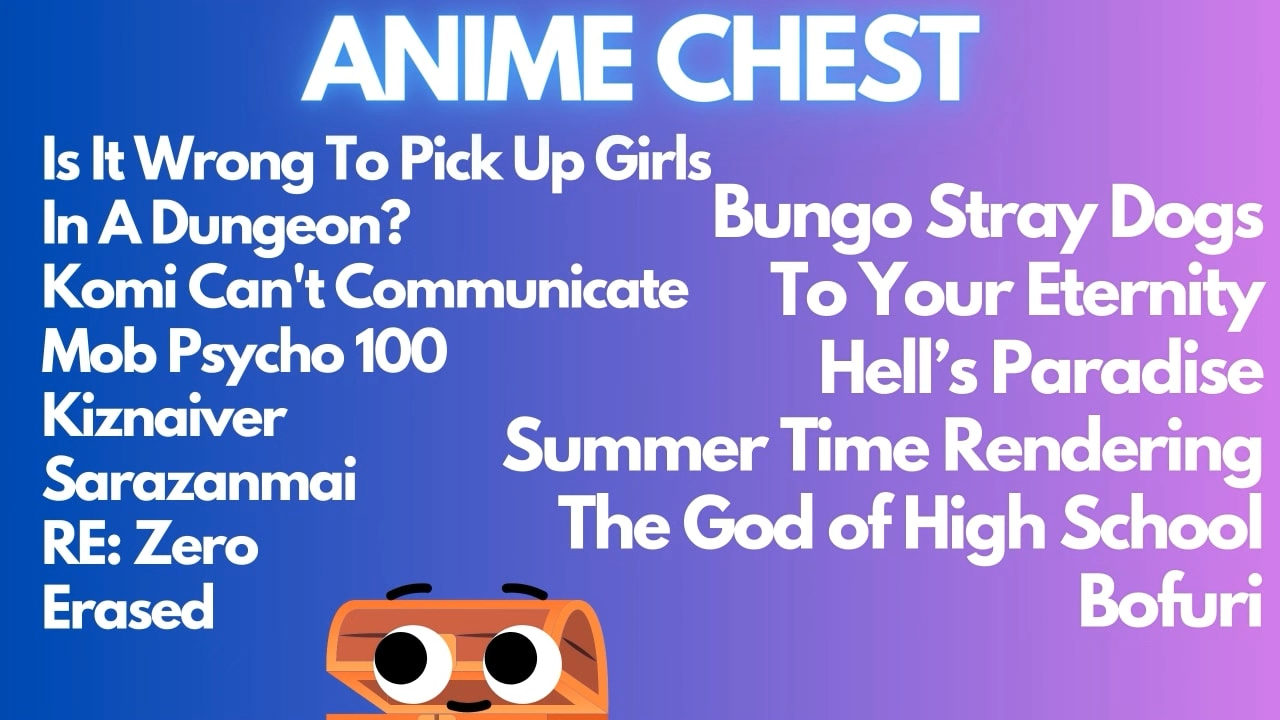 ANIME CHEST
Is It Wrong To Pick Up Girls
In A Dungeon?
Komi Can't Communicate
Mob Psycho 100
Kiznaiver
Sarazanmai
RE: Zero
Erased
Bungo Stray Dogs
To Your Eternity
Hell’s Paradise
Summer Time Rendering
The God of High School
Bofuri